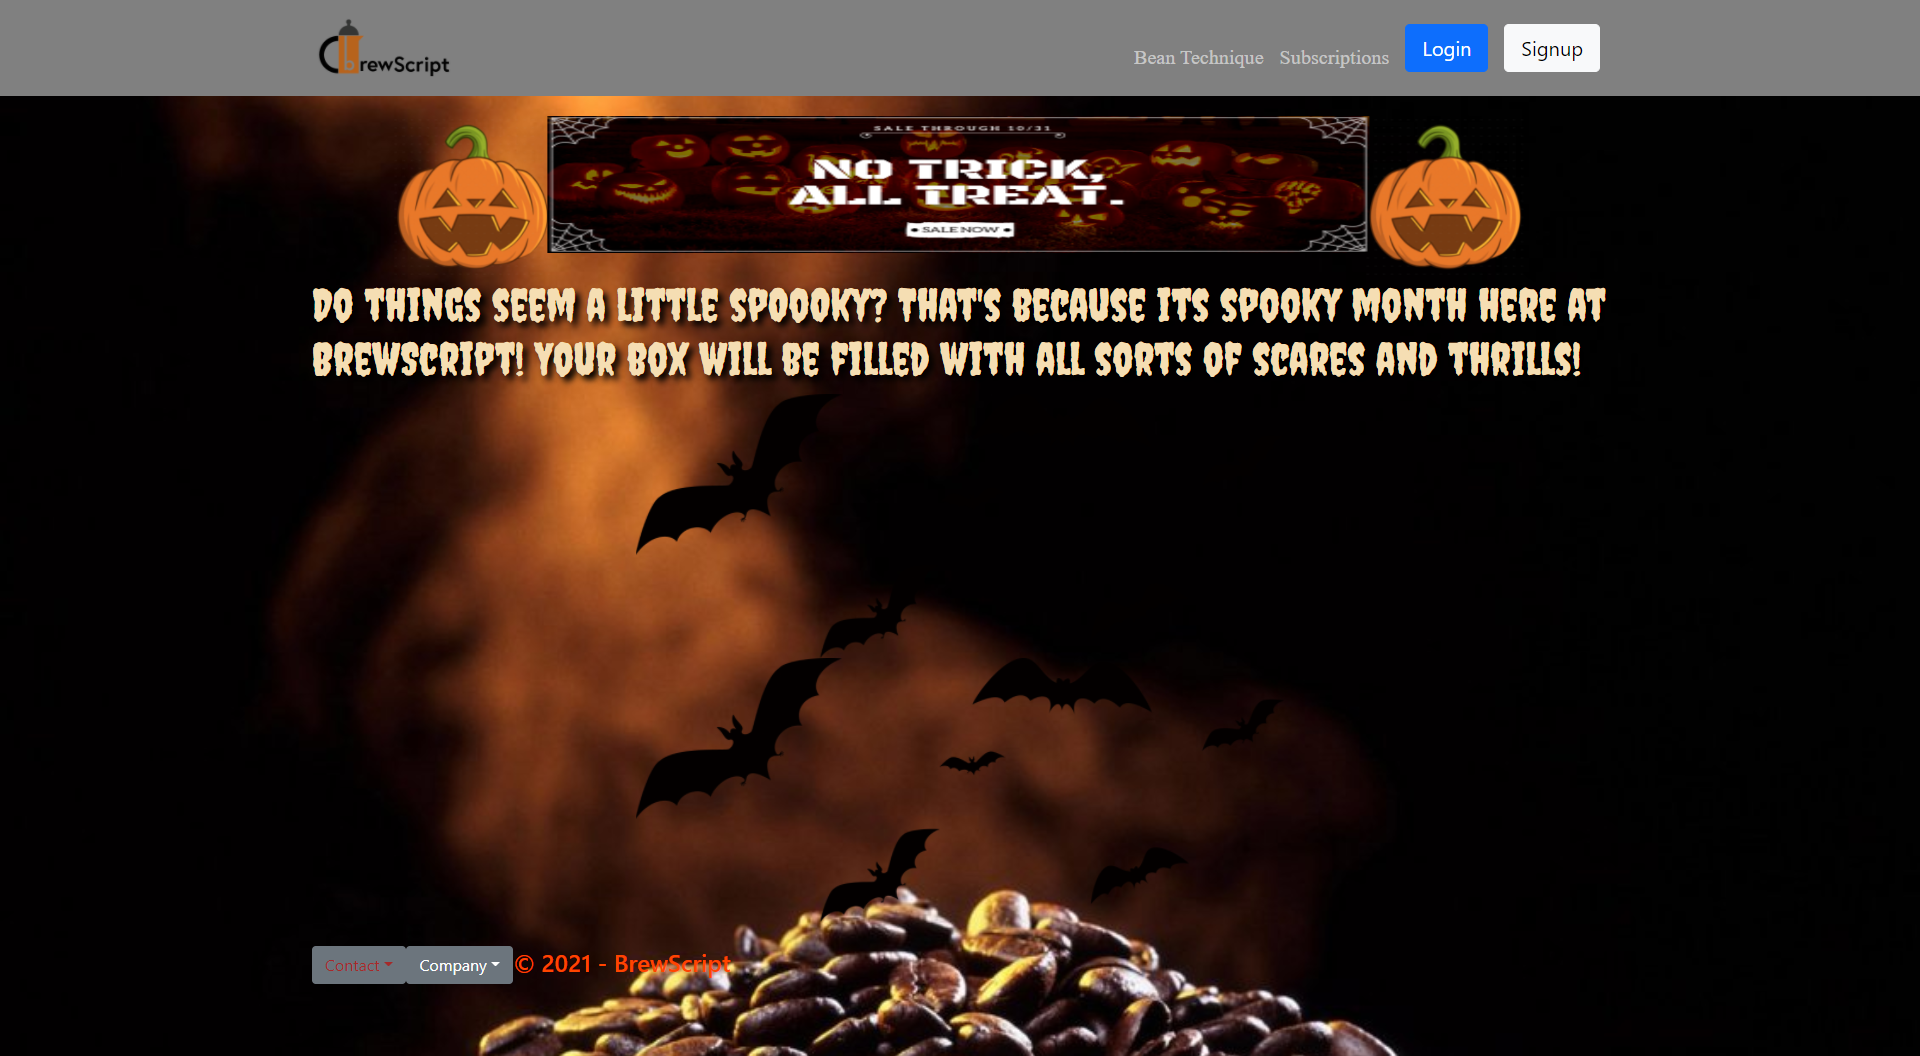 brewScript
Bean Technique
Subscriptions
Login
Signup
SALE THROUGH 10/31
NO TRICK,
ALL TREAT.
SALE NOW
DO THINGS SEEM A LITTLE SPOOOKY? THAT'S BECAUSE ITS SPOOKY MONTH HERE AT
BREWSCRIPT! YOUR BOX WILL BE FILLED WITH ALL SORTS OF SCARES AND THRILLS!
Contact
Company
© 2021 - BrewScript